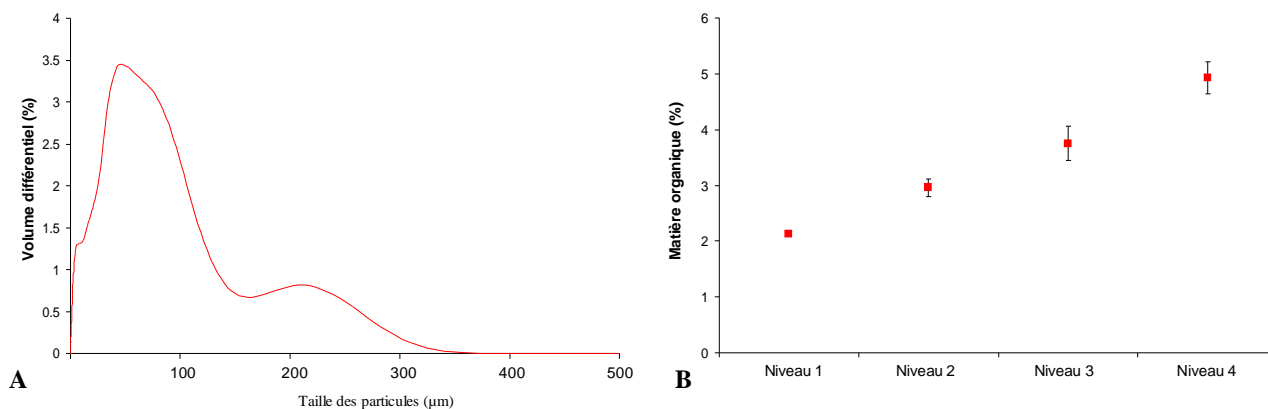 4
3.5
3
2.5
2
1.5
1
0.5
0
Volume différentiel (%)
100
200
300
400
500
Taille des particules (µm)
A
6
5
4
3
2
1
0
Matière organique (%)
Niveau 1
Niveau 2
Niveau 3
Niveau 4
B